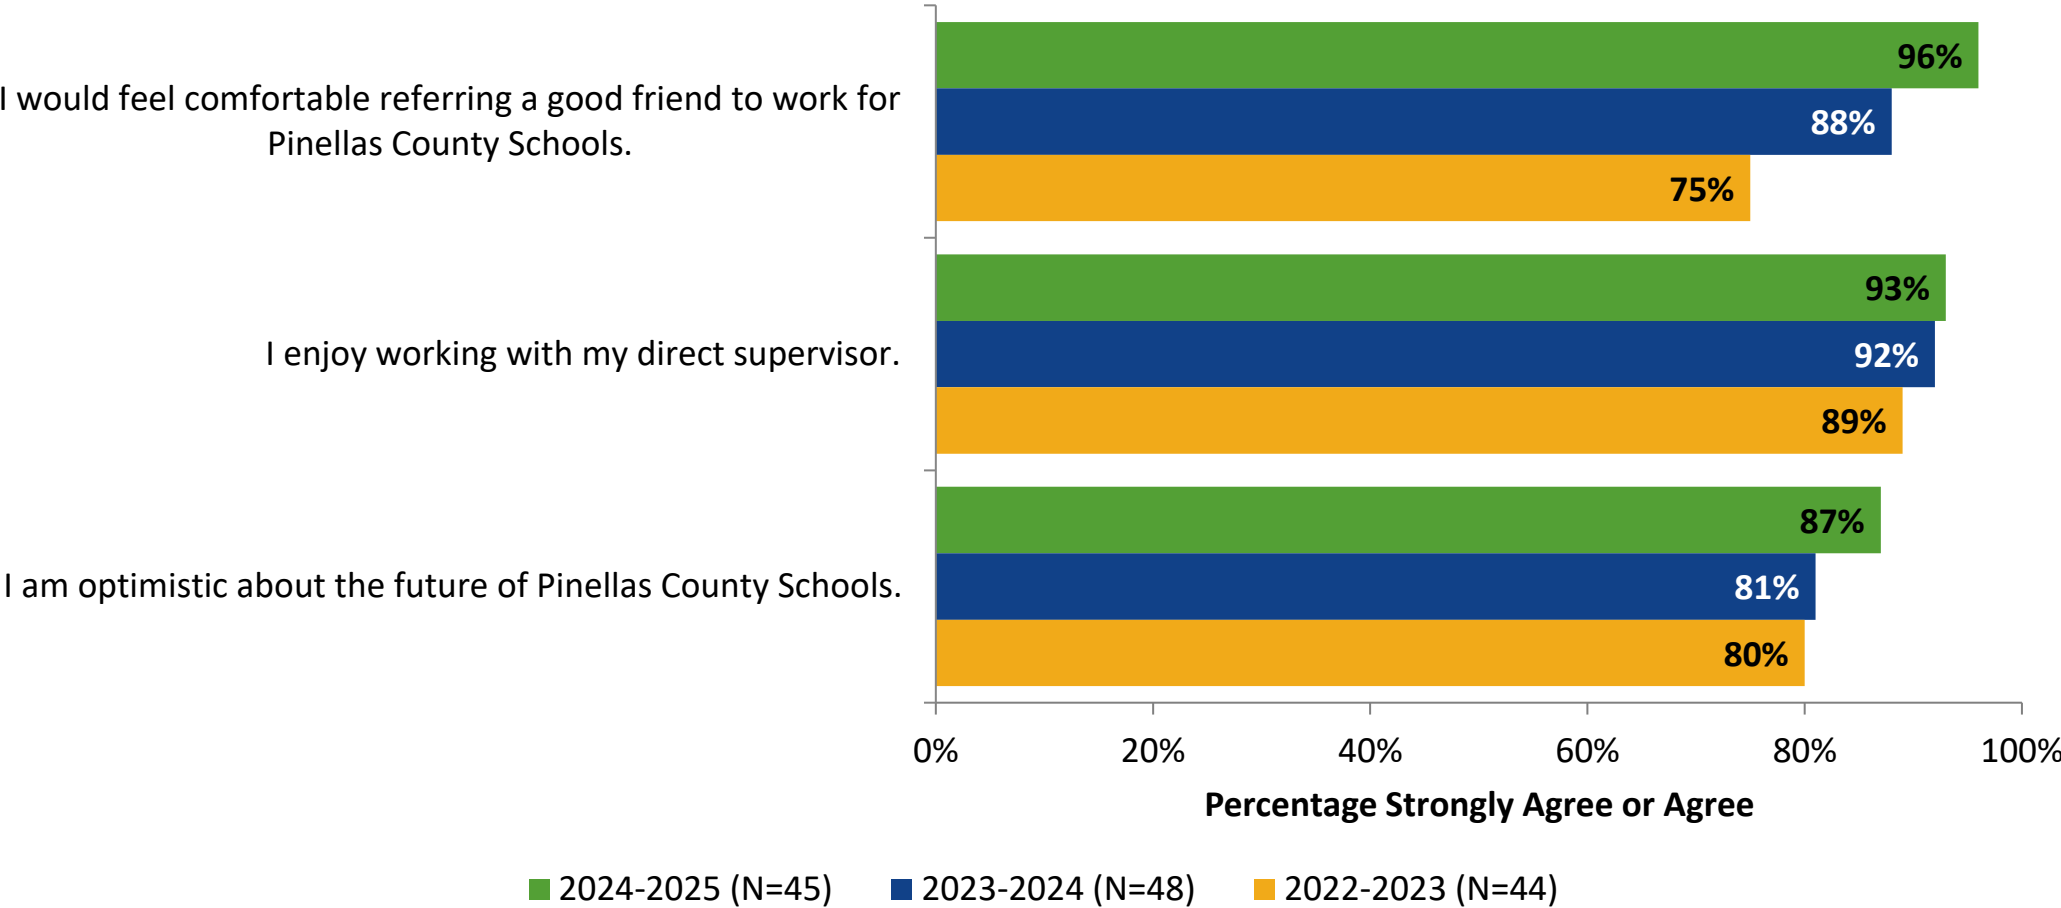 I would feel comfortable referring a good friend to work for
Pinellas County Schools.
96%
88%
75%
I enjoy working with my direct supervisor.
93%
92%
89%
I am optimistic about the future of Pinellas County Schools.
87%
81%
80%
0% 20% 40% 60% 80% 100%
Percentage Strongly Agree or Agree
2024-2025 (N=45) 2023-2024 (N=48) 2022-2023 (N=44)